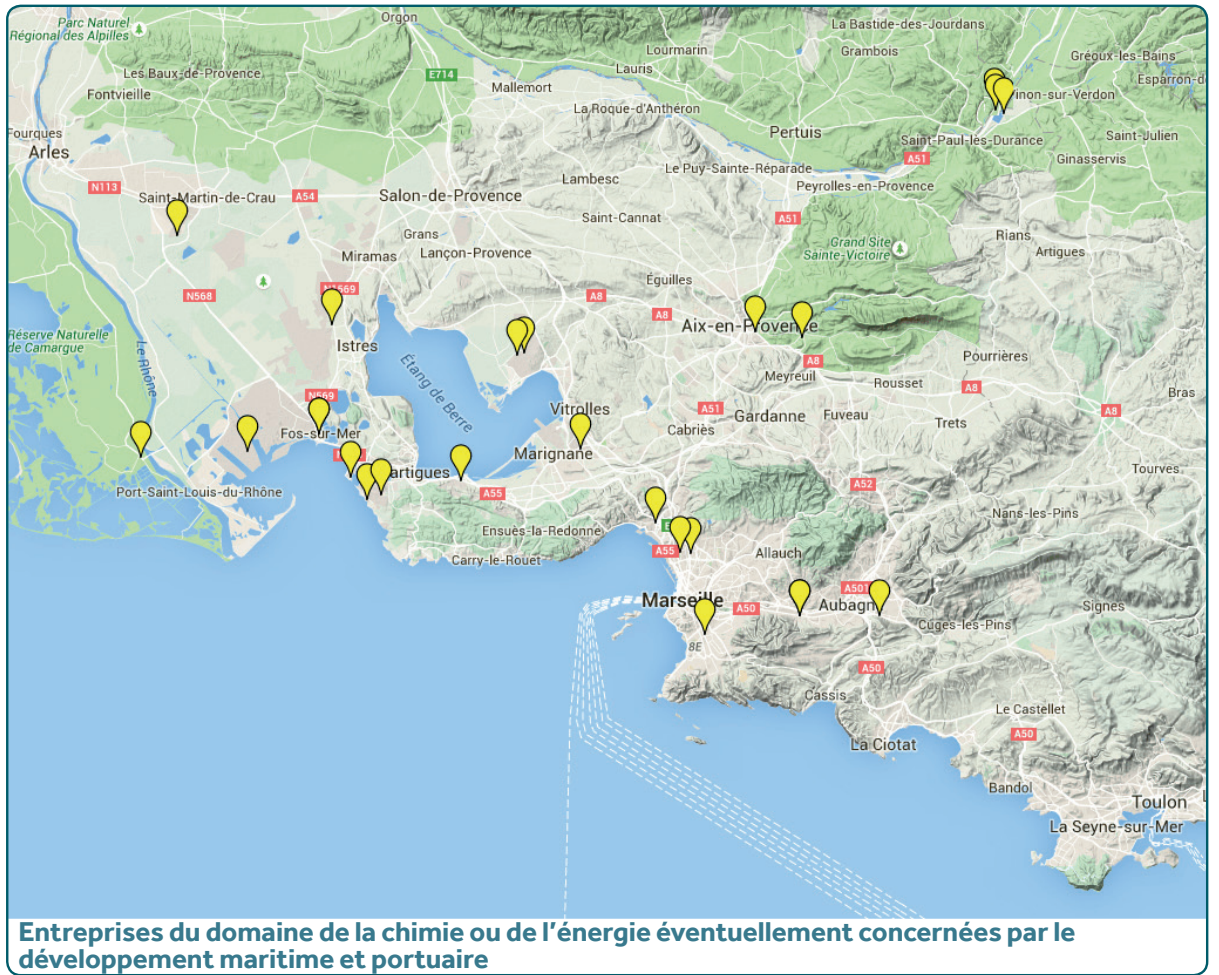 Parc Naturel
Régional des Alpilles
Orgon
La Bastide-des-Jourdans
Lourmarin
Grambois
Gréoux-les-Bains
Les Baux-de-Provence
E714
Lauris
Fontvieille
Mallemort
La Roque-d'Anthéron
Fourques
Pertuis
Saint-Julien
Arles
Saint-Paul-lès-Durance
Ginasservis
A51
N113
Saint-Martin-de-Crau
A54
Salon-de-Provence
Lambesc
Le Puy-Sainte-Réparade
Peyrolles-en-Provence
Saint-Cannat
A51
Grans
Lançon-Provence
Miramas
Grand Site
Sainte-Victoire
Rians
Artigues
Éguilles
N568
A8
A8
Réserve Naturelle
de Camargue
Le Rhône
Istres
Étang de Berre
Aix-en-Provence
A8
Pourrières
Meyreuil
Rousset
A8
Bras
N569
Vitrolles
A51
Gardanne
Fuveau
Trets
A8
Cabriès
Fos-sur-Mer
Marignane
Tourves
Port-Saint-Louis-du-Rhône
A55
A52
Nans-les-Pins
Ensuès-la-Redonne
Carry-le-Rouet
A55
Allauch
Marseille
A50
A501
Signes
Cuges-les-Pins
8E
A50
Cassis
Le Castellet
A50
La Ciotat
Bandol
Toulon
La Seyne-sur-Mer
Entreprises du domaine de la chimie ou de l'énergie éventuellement concernées par le
développement maritime et portuaire